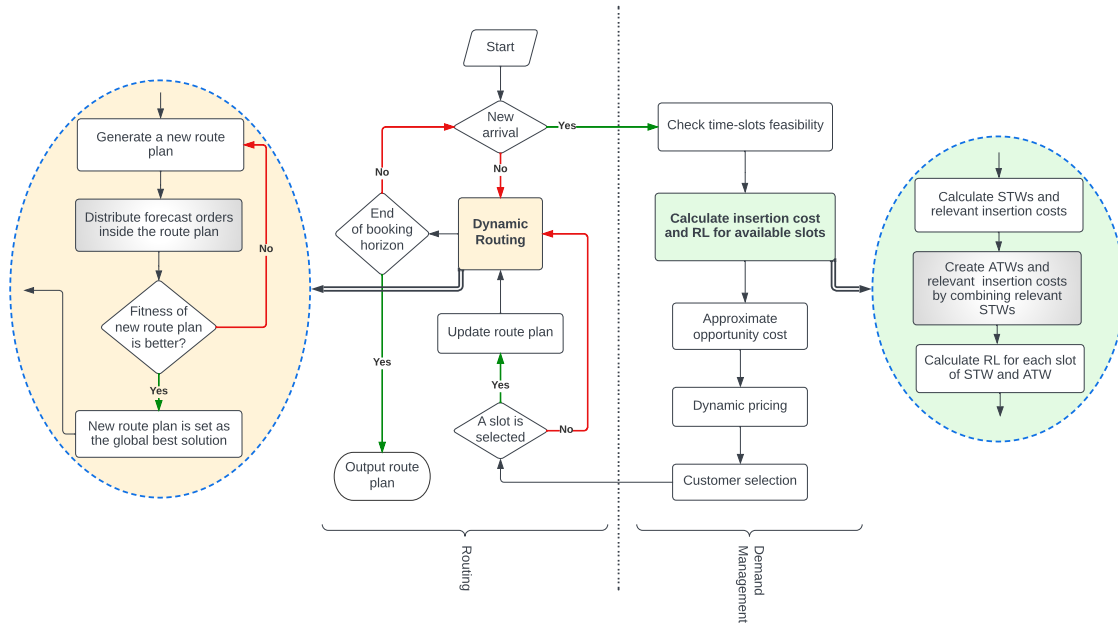 Start
New
arrival
Yes
No
Check time-slots feasibility
Calculate insertion cost
and RL for available slots
Approximate
opportunity cost
Dynamic pricing
Customer selection
A slot is
selected
Yes
No
Update route plan
Dynamic
Routing
End
of booking
horizon
No
Yes
Output route
plan
Generate a new route
plan
Distribute forecast orders
inside the route plan
Fitness of
new route plan
is better?
No
Yes
New route plan is set as
the global best solution
Calculate STWs and
relevant insertion costs
Create ATWs and
relevant insertion costs
by combining relevant
STWs
Calculate RL for each slot
of STW and ATW
Routing
Demand
Management